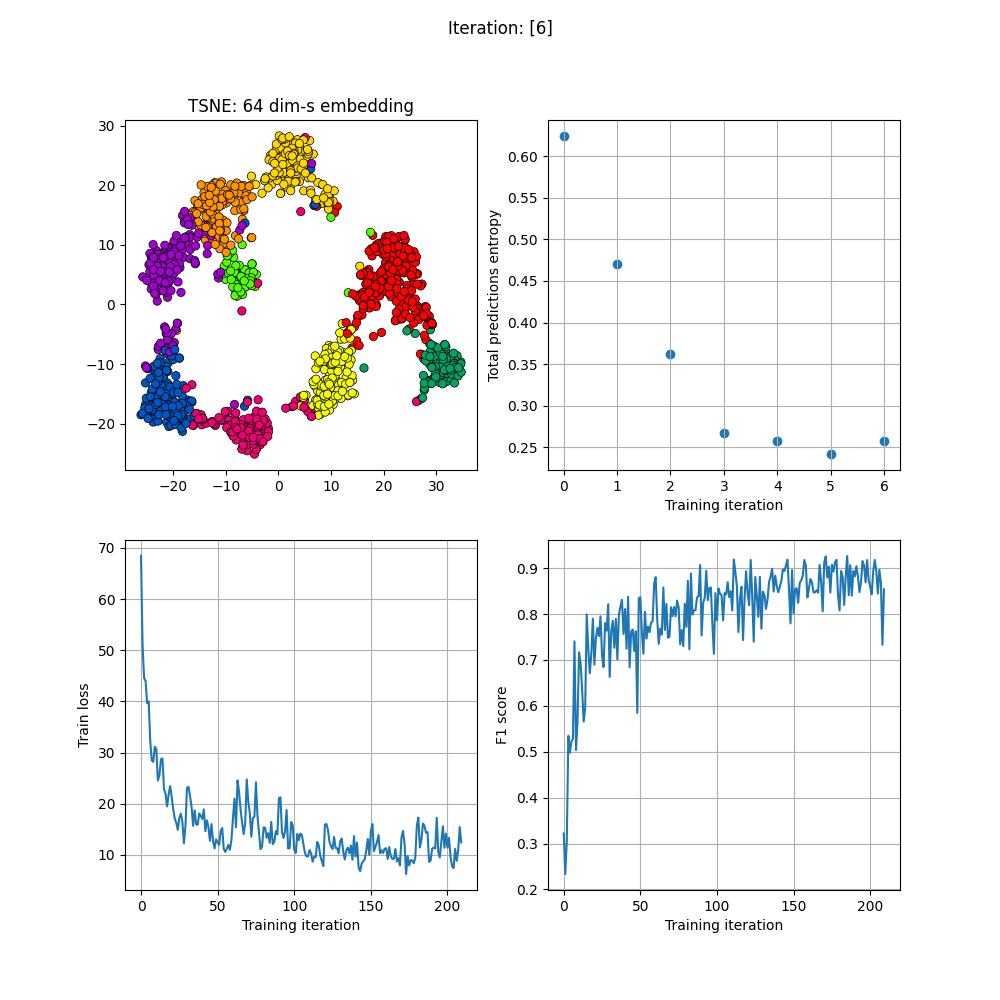 Iteration: [6]
TSNE: 64 dim-s embedding
30
20
10
0
−10
−20
−20 −10 0 10 20 30
Total predictions entropy
0.60
0.55
0.50
0.45
0.40
0.35
0.30
0.25
0 1 2 3 4 5 6
Training iteration
Train loss
70
60
50
40
30
20
10
0 50 100 150 200
Training iteration
F1 score
0.9
0.8
0.7
0.6
0.5
0.4
0.3
0.2
0 50 100 150 200
Training iteration